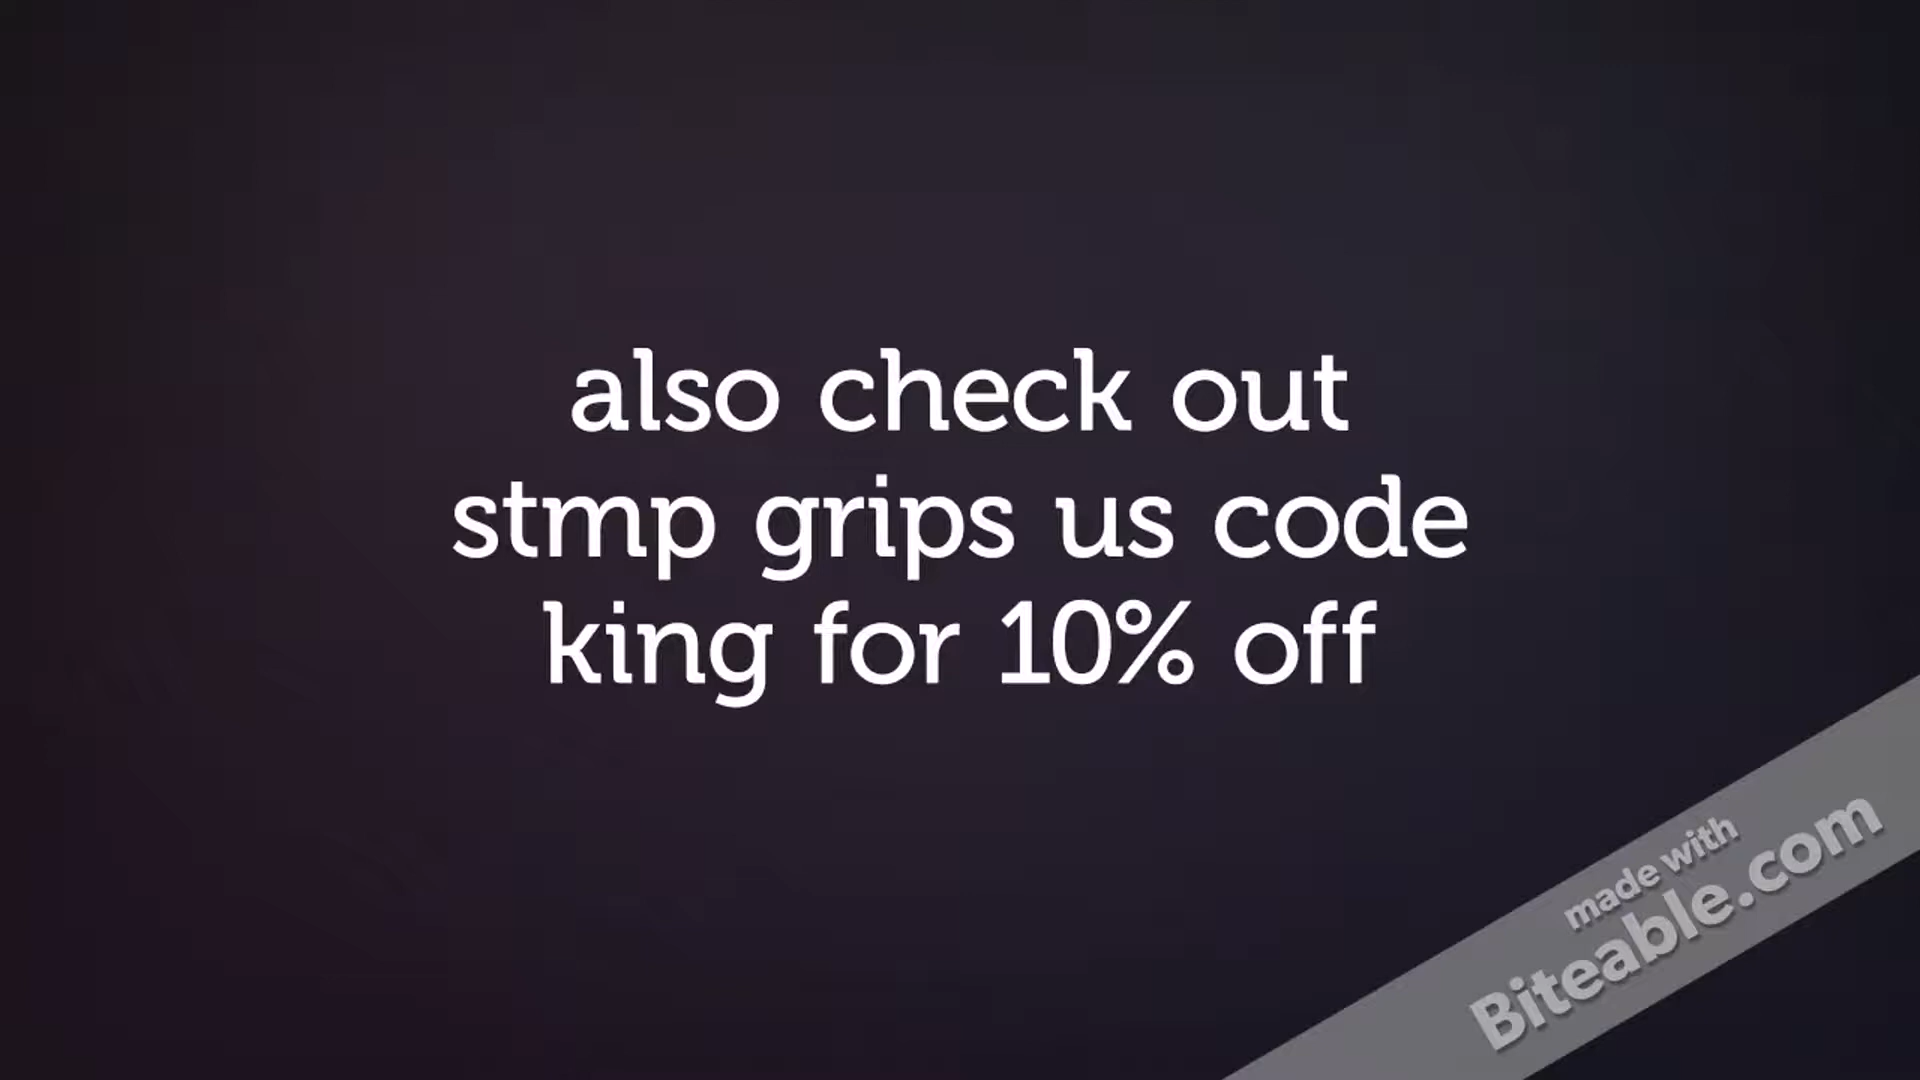 also check out
stmp grips us code
king for 10% off
made with
Biteable.com